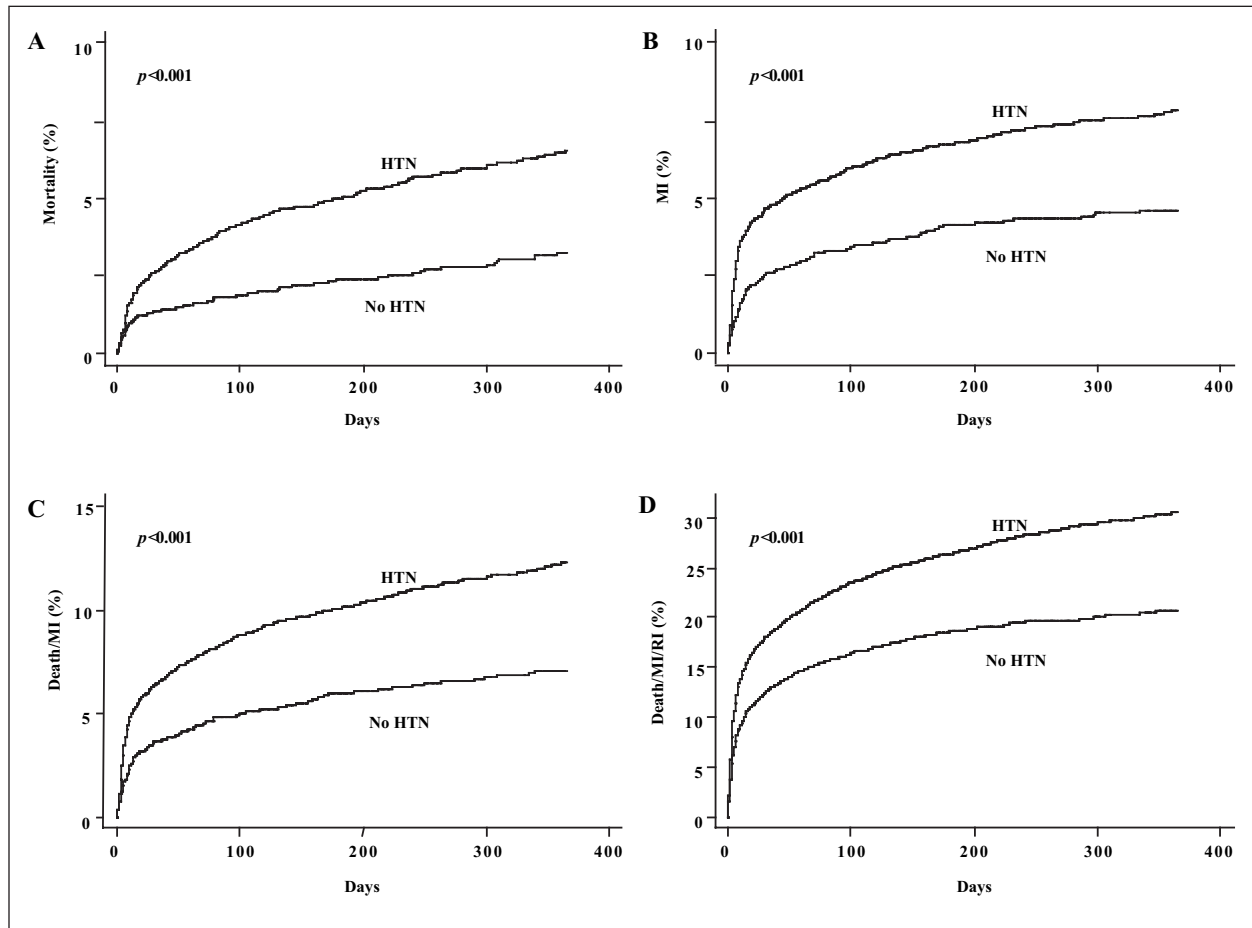 A
p<0.001
10
5
0
Mortality (%)
HTN
No HTN
0 100 200 300 400
Days
B
p<0.001
10
5
0
MI (%)
HTN
No HTN
0 100 200 300 400
Days
C
p<0.001
15
10
5
0
Death/MI (%)
HTN
No HTN
0 100 200 300 400
Days
D
p<0.001
30
25
20
15
10
5
0
Death/MI/RI (%)
HTN
No HTN
0 100 200 300 400
Days